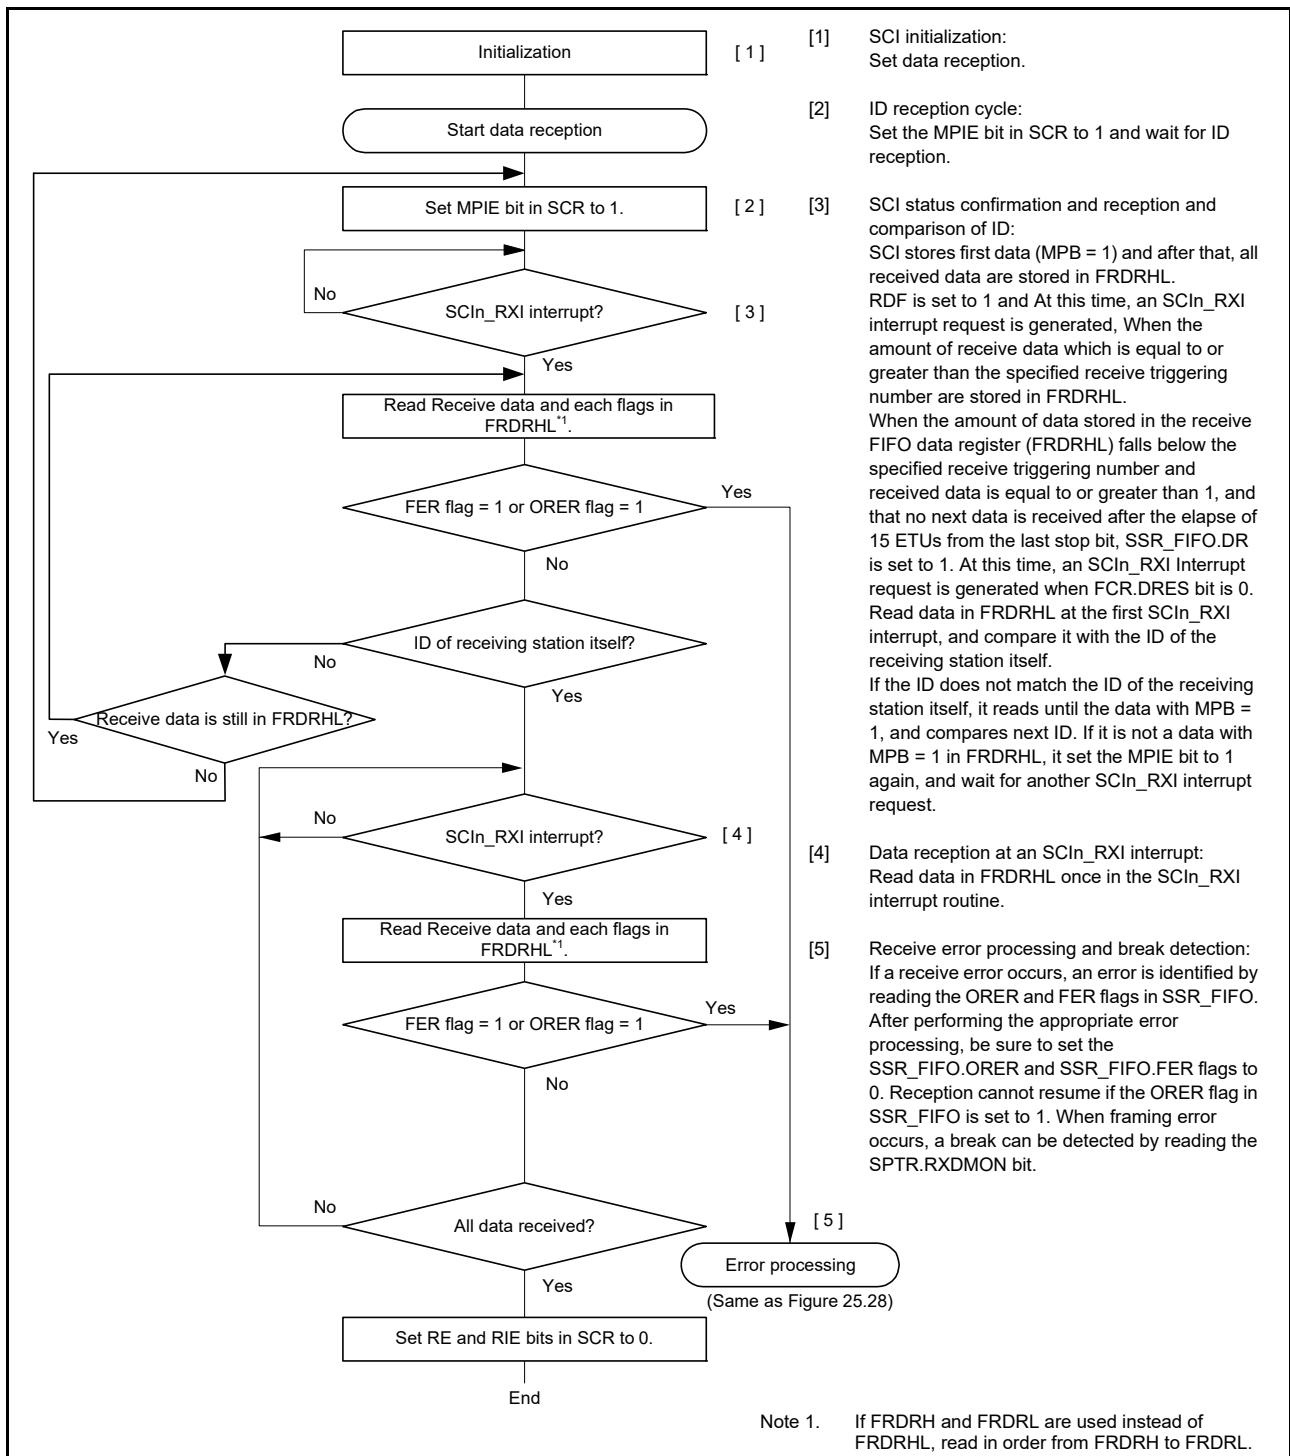 Initialization
[ 1 ]
Start data reception
Set MPIE bit in SCR to 1.
[ 2 ]
No
SCIn_RXI interrupt?
[ 3 ]
Yes
Read Receive data and each flags in
FRDRHL*1.
Yes
FER flag = 1 or ORER flag = 1
No
ID of receiving station itself?
No
Yes
Receive data is still in FRDRHL?
Yes
No
No
SCIn_RXI interrupt?
[ 4 ]
Yes
Read Receive data and each flags in
FRDRHL*1.
Yes
FER flag = 1 or ORER flag = 1
No
No
All data received?
[ 5 ]
Error processing
Yes
(Same as Figure 25.28)
Set RE and RIE bits in SCR to 0.
End
[1] SCI initialization:
Set data reception.
[2] ID reception cycle:
Set the MPIE bit in SCR to 1 and wait for ID
reception.
[3] SCI status confirmation and reception and
comparison of ID:
SCI stores first data (MPB = 1) and after that, all
received data are stored in FRDRHL.
RDF is set to 1 and At this time, an SCIn_RXI
interrupt request is generated, When the
amount of receive data which is equal to or
greater than the specified receive triggering
number are stored in FRDRHL.
When the amount of data stored in the receive
FIFO data register (FRDRHL) falls below the
specified receive triggering number and
received data is equal to or greater than 1, and
that no next data is received after the elapse of
15 ETUs from the last stop bit, SSR_FIFO.DR
is set to 1. At this time, an SCIn_RXI Interrupt
request is generated when FCR.DRES bit is 0.
Read data in FRDRHL at the first SCIn_RXI
interrupt, and compare it with the ID of the
receiving station itself.
If the ID does not match the ID of the receiving
station itself, it reads until the data with MPB =
1, and compares next ID. If it is not a data with
MPB = 1 in FRDRHL, it set the MPIE bit to 1
again, and wait for another SCIn_RXI interrupt
request.
[4] Data reception at an SCIn_RXI interrupt:
Read data in FRDRHL once in the SCIn_RXI
interrupt routine.
[5] Receive error processing and break detection:
If a receive error occurs, an error is identified by
reading the ORER and FER flags in SSR_FIFO.
After performing the appropriate error
processing, be sure to set the
SSR_FIFO.ORER and SSR_FIFO.FER flags to
0. Reception cannot resume if the ORER flag in
SSR_FIFO is set to 1. When framing error
occurs, a break can be detected by reading the
SPTR.RXDMON bit.
Note 1. If FRDRH and FRDRL are used instead of
FRDRHL, read in order from FRDRH to FRDRL.